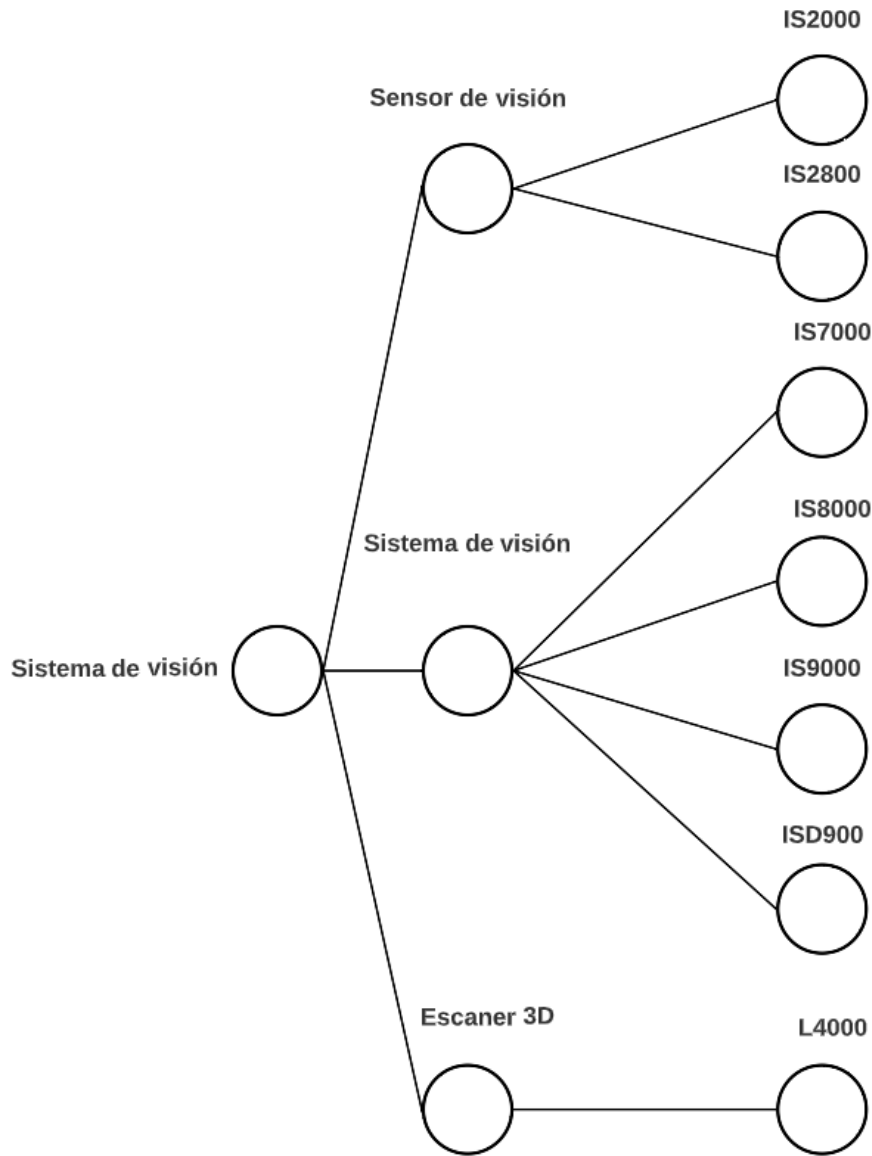 IS2000
Sensor de visión
IS2800
IS7000
IS8000
Sistema de visión
Sistema de visión
IS9000
ISD900
Escaner 3D
L4000